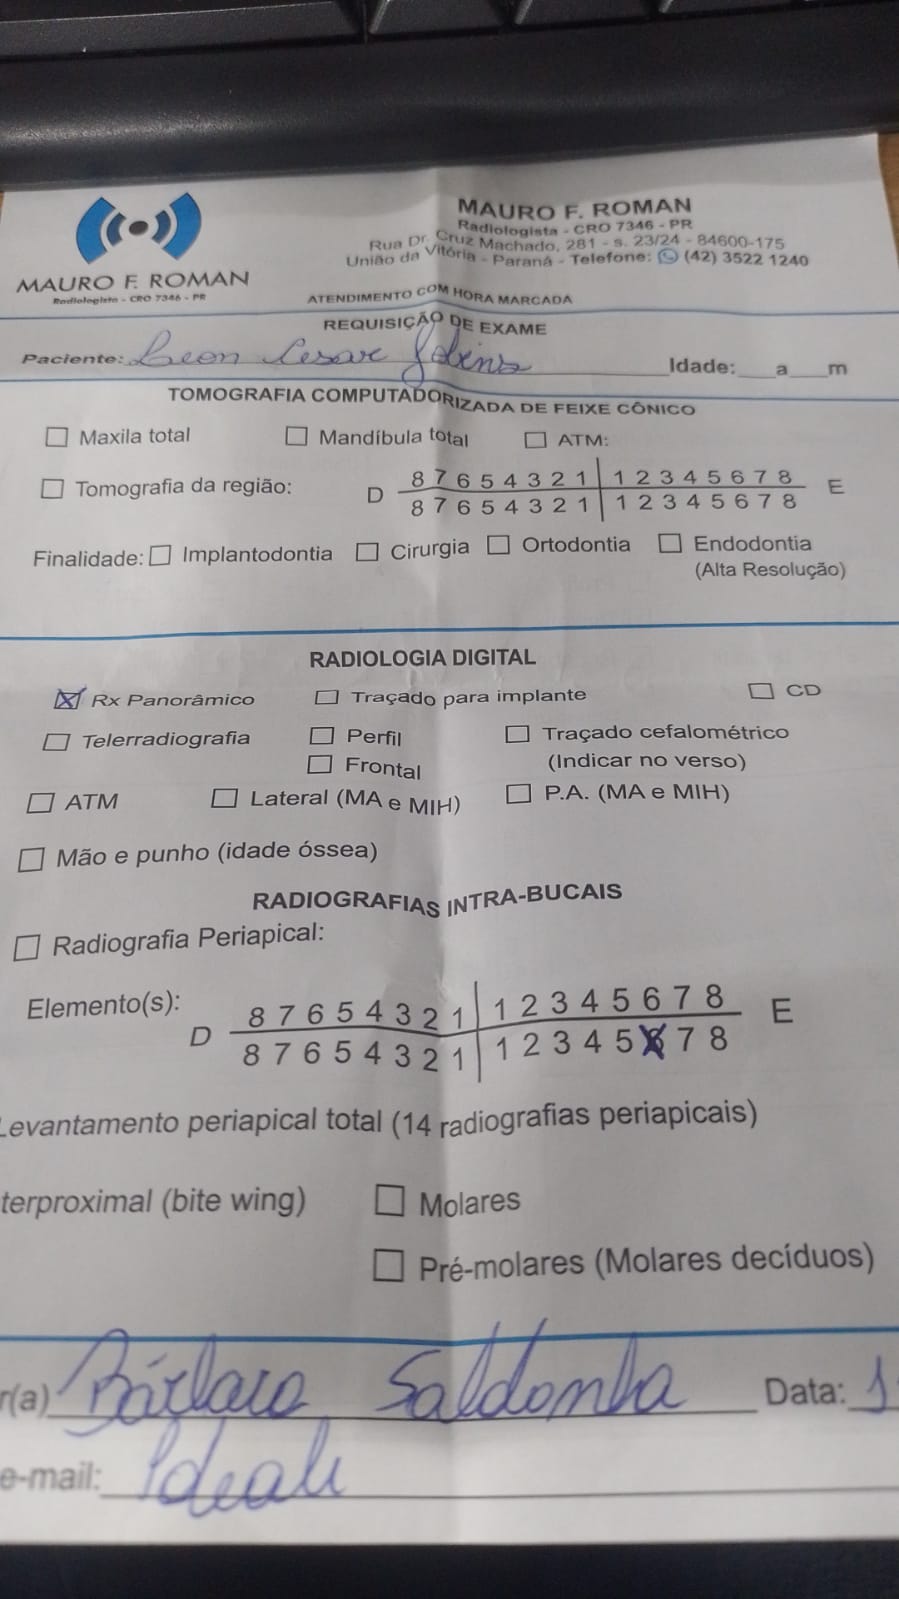 MAURO F. ROMAN
Radiologista - CRO 7346 - PR
Rua Dr. Cruz Machado, 281 - s. 23/24 - 84600-175
União da Vitória - Paraná - Telefone: (42) 3522 1240
MAURO F. ROMAN
Radiologista - CRO 7346 - PR
ATENDIMENTO COM HORA MARCADA
REQUISIÇÃO DE EXAME
Paciente: Leon Cesar Idade: ___a___m
TOMOGRAFIA COMPUTADORIZADA DE FEIXE CÔNICO
Maxila total Mandíbula total ATM:
Tomografia da região: D 8 7 6 5 4 3 2 1 1 2 3 4 5 6 7 8 E
8 7 6 5 4 3 2 1 1 2 3 4 5 6 7 8
Finalidade: Implantodontia Cirurgia Ortodontia Endodontia
(Alta Resolução)
RADIOLOGIA DIGITAL
X Rx Panorâmico Traçado para implante CD
Telerradiografia Perfil Traçado cefalométrico
Frontal (Indicar no verso)
ATM Lateral (MA e MIH) P.A. (MA e MIH)
Mão e punho (idade óssea)
RADIOGRAFIAS INTRA-BUCAIS
Radiografia Periapical:
Elemento(s): D 8 7 6 5 4 3 2 1 1 2 3 4 5 6 7 8 E
8 7 6 5 4 3 2 1 1 2 3 4 5 6 7 8
Levantamento periapical total (14 radiografias periapicais)
terproximal (bite wing) Molares
Pré-molares (Molares decíduos)
r(a) Bárbara Saldanha Data: 1
e-mail: Ideali